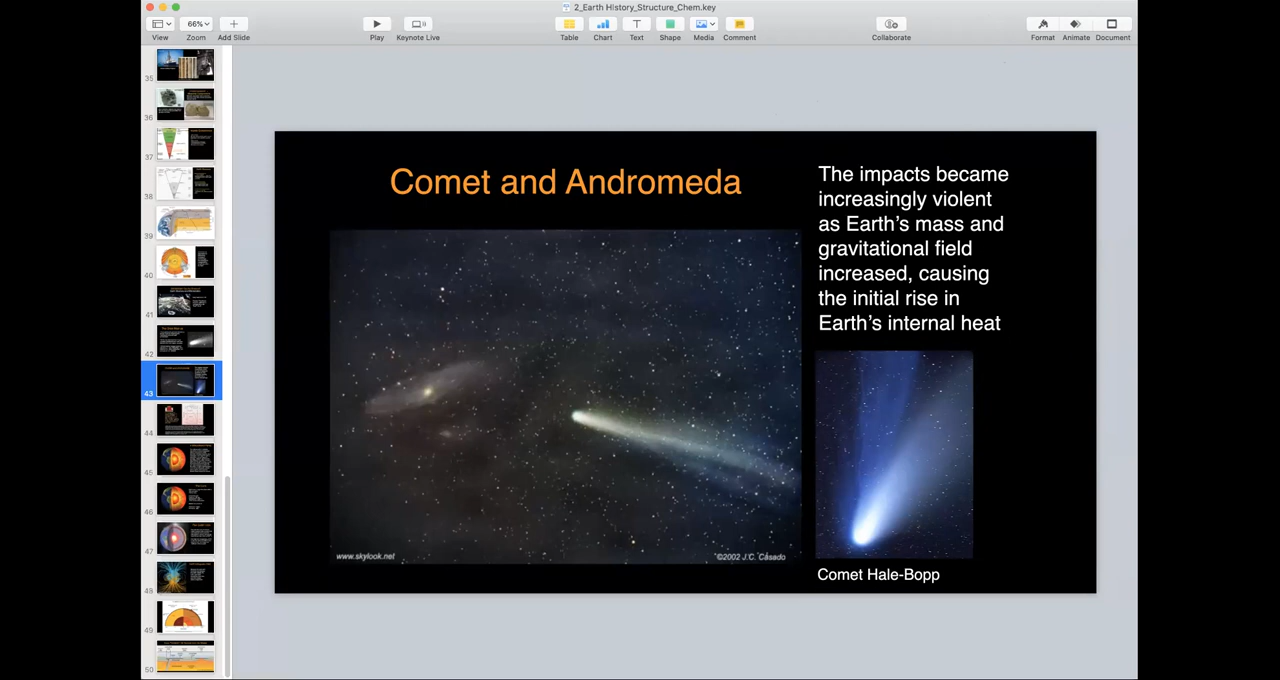 2_Earth History_Structure_Chem.key
66%
View
Zoom
Add Slide
Play
Keynote Live
Table
Chart
Text
Shape
Media
Comment
Collaborate
Format
Animate
Document
35
36
37
38
39
40
41
42
43
44
45
46
47
48
49
50
Comet and Andromeda
The impacts became
increasingly violent
as Earth’s mass and
gravitational field
increased, causing
the initial rise in
Earth’s internal heat
www.skylook.net
©2002 J.C. Casado
Comet Hale-Bopp